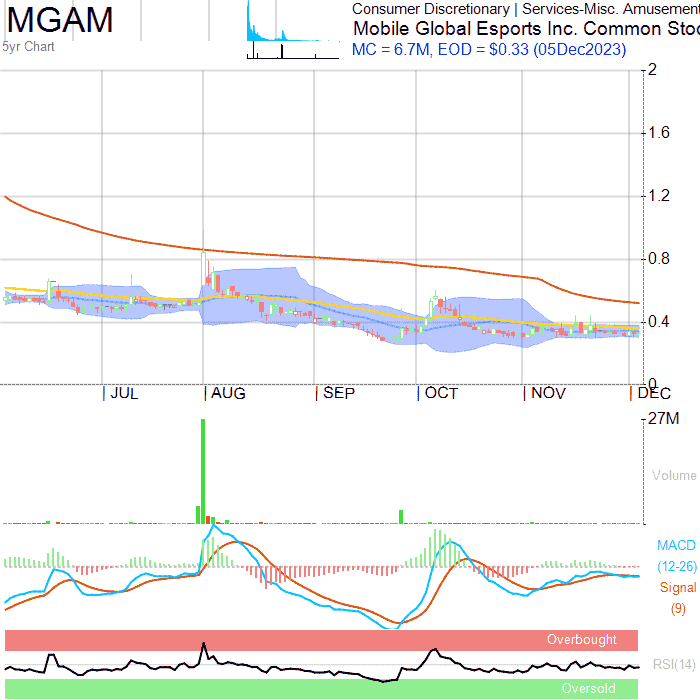 MGAM
5yr Chart
Consumer Discretionary | Services-Misc. Amusement
Mobile Global Esports Inc. Common Stoc
MC = 6.7M, EOD = $0.33 (05Dec2023)
2
1.6
1.2
0.8
0.4
0
JUL AUG SEP OCT NOV DEC
27M
Volume
MACD
(12-26)
Signal
(9)
Overbought
RSI(14)
Oversold